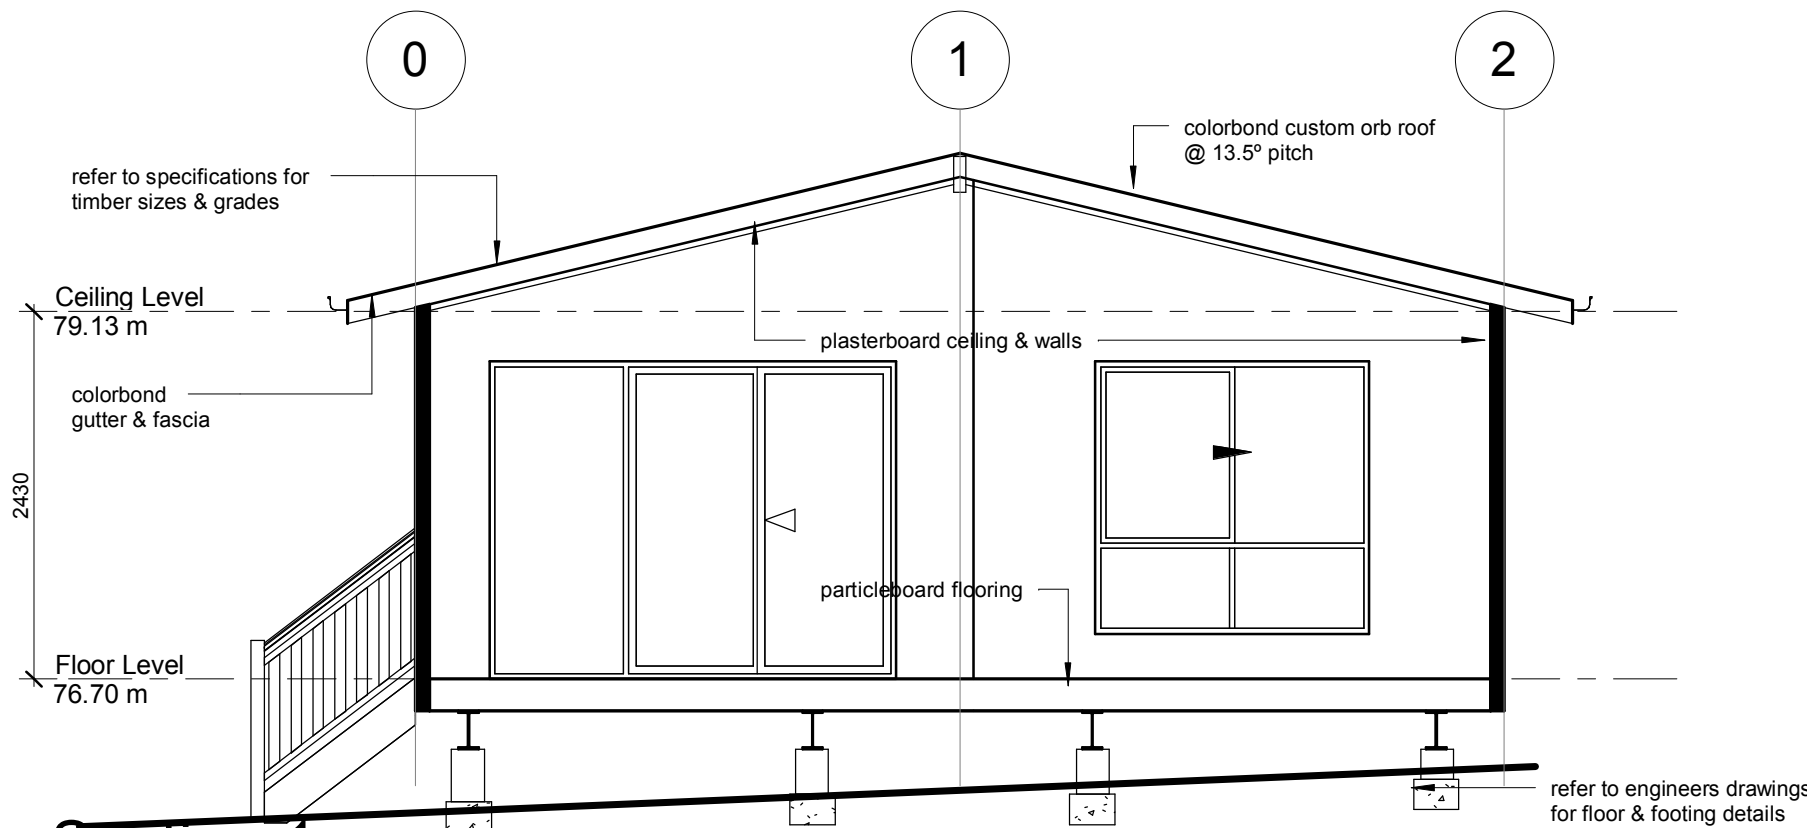 0
1
2
colorbond custom orb roof
@ 13.5º pitch
refer to specifications for
timber sizes & grades
Ceiling Level
79.13 m
plasterboard ceiling & walls
colorbond
gutter & fascia
2430
particleboard flooring
Floor Level
76.70 m
refer to engineers drawings
for floor & footing details